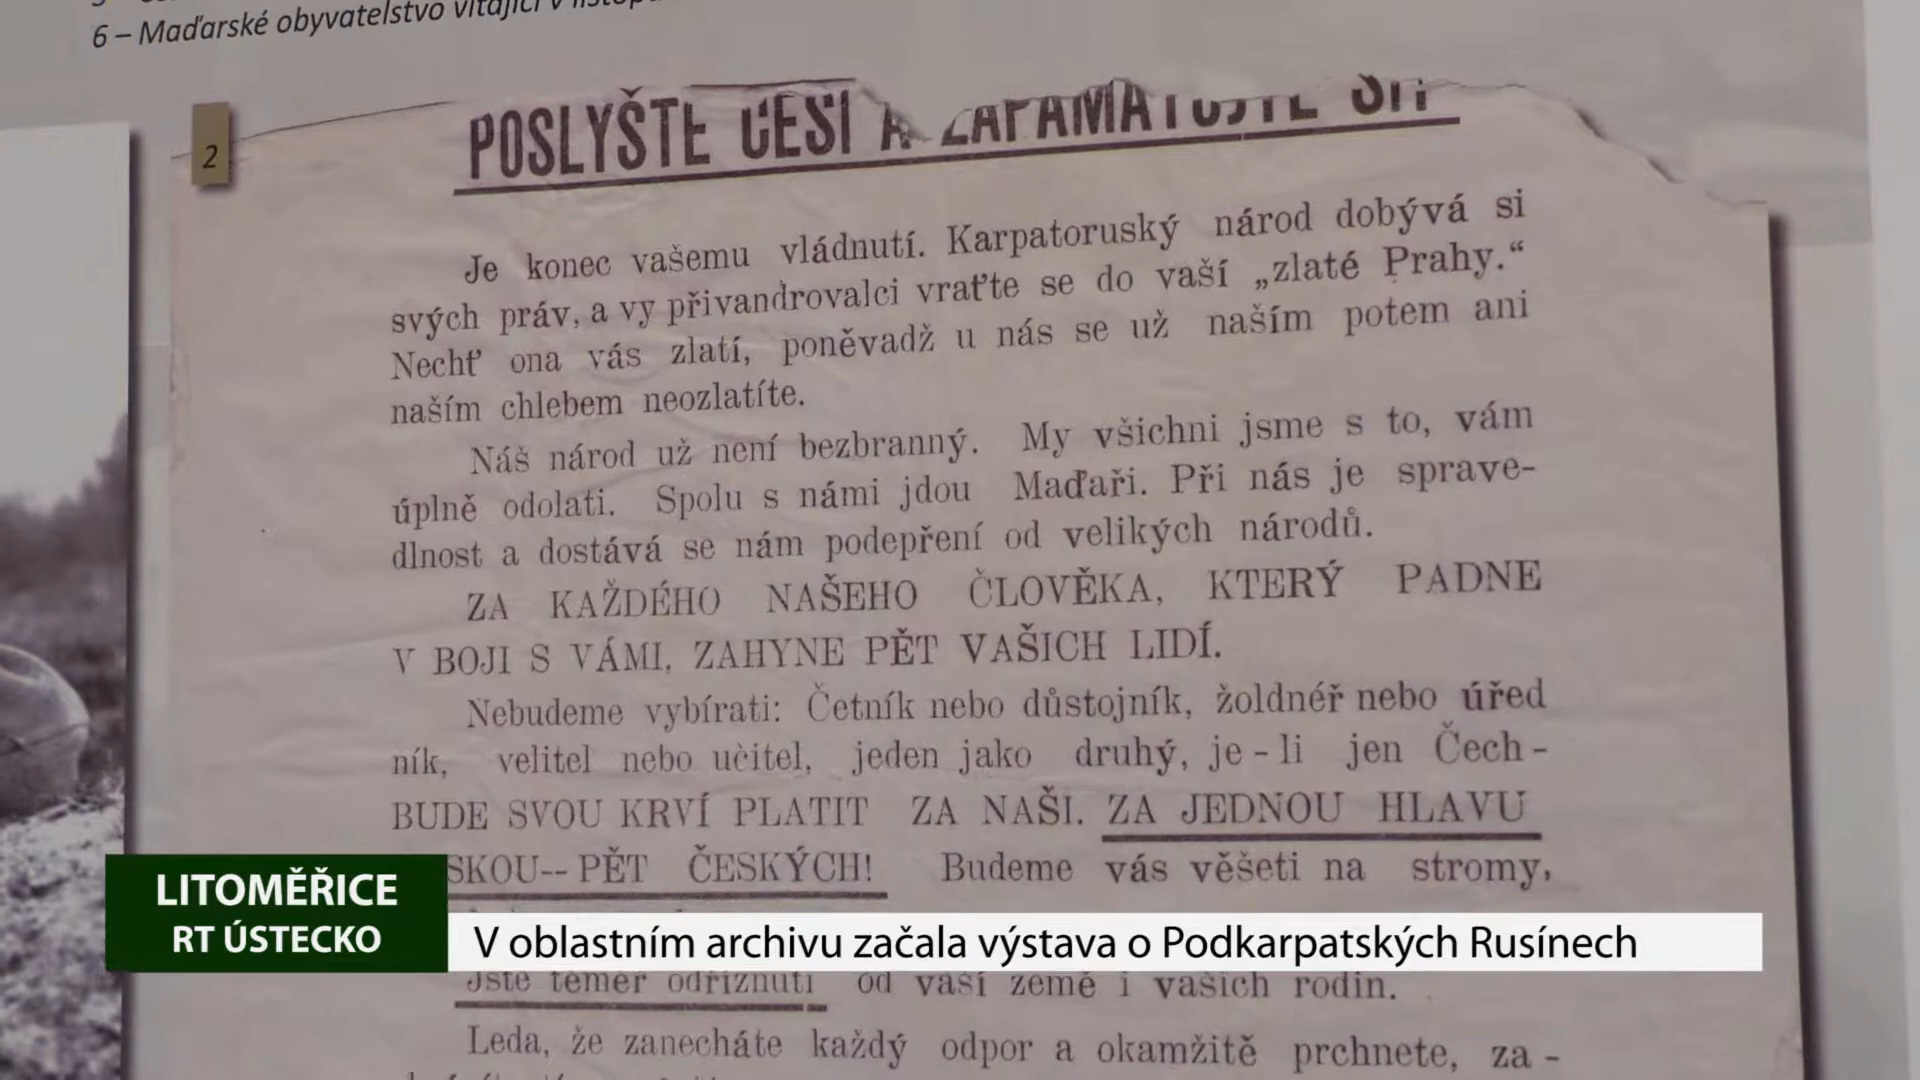 6 – Maďarské obyvatelstvo vítající v
2
POSLYŠTE ČEŠI A ZAPAMATUJTE SI!
Je konec vašemu vládnutí. Karpatoruský národ dobývá si
svých práv, a vy přivandrovalci vraťte se do vaší „zlaté Prahy.“
Nechť ona vás zlatí, poněvadž u nás se už naším potem ani
naším chlebem neozlatíte.
Náš národ už není bezbranný. My všichni jsme s to, vám
úplně odolati. Spolu s námi jdou Maďaři. Při nás je sprave-
dlnost a dostává se nám podepření od velikých národů.
ZA KAŽDÉHO NAŠEHO ČLOVĚKA, KTERÝ PADNE
V BOJI S VÁMI, ZAHYNE PĚT VAŠICH LIDÍ.
Nebudeme vybírati: Četník nebo důstojník, žoldnéř nebo úřed
ník, velitel nebo učitel, jeden jako druhý, je-li jen Čech-
BUDE SVOU KRVÍ PLATIT ZA NAŠI. ZA JEDNOU HLAVU
SKOU-- PĚT ČESKÝCH! Budeme vás věšeti na stromy,
LITOMĚŘICE
RT ÚSTECKO
V oblastním archivu začala výstava o Podkarpatských Rusínech
Jste téměř odříznuti od vaší země i vašich rodin.
Leda, že zanecháte každý odpor a okamžitě prchnete, za-